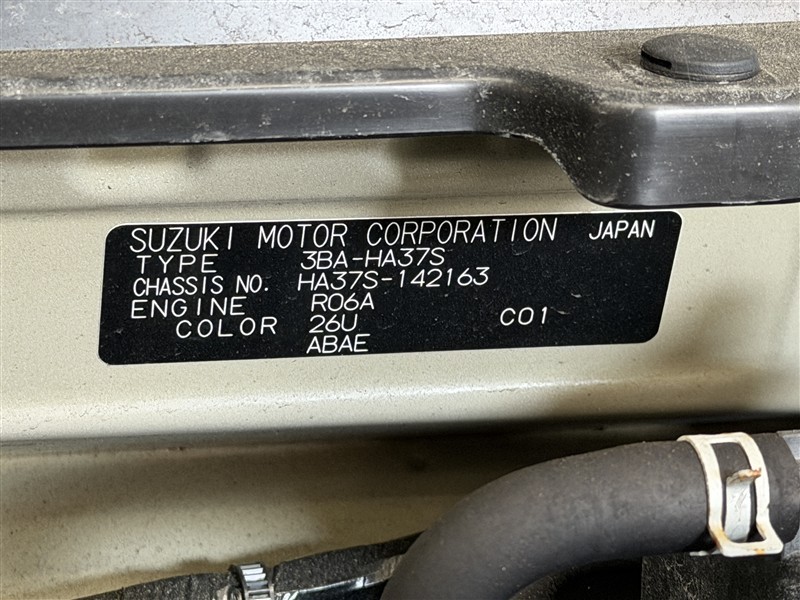 SUZUKI MOTOR CORPORATION JAPAN
TYPE 3BA-HA37S
CHASSIS NO. HA37S-142163
ENGINE R06A
COLOR 26U C01
ABAE